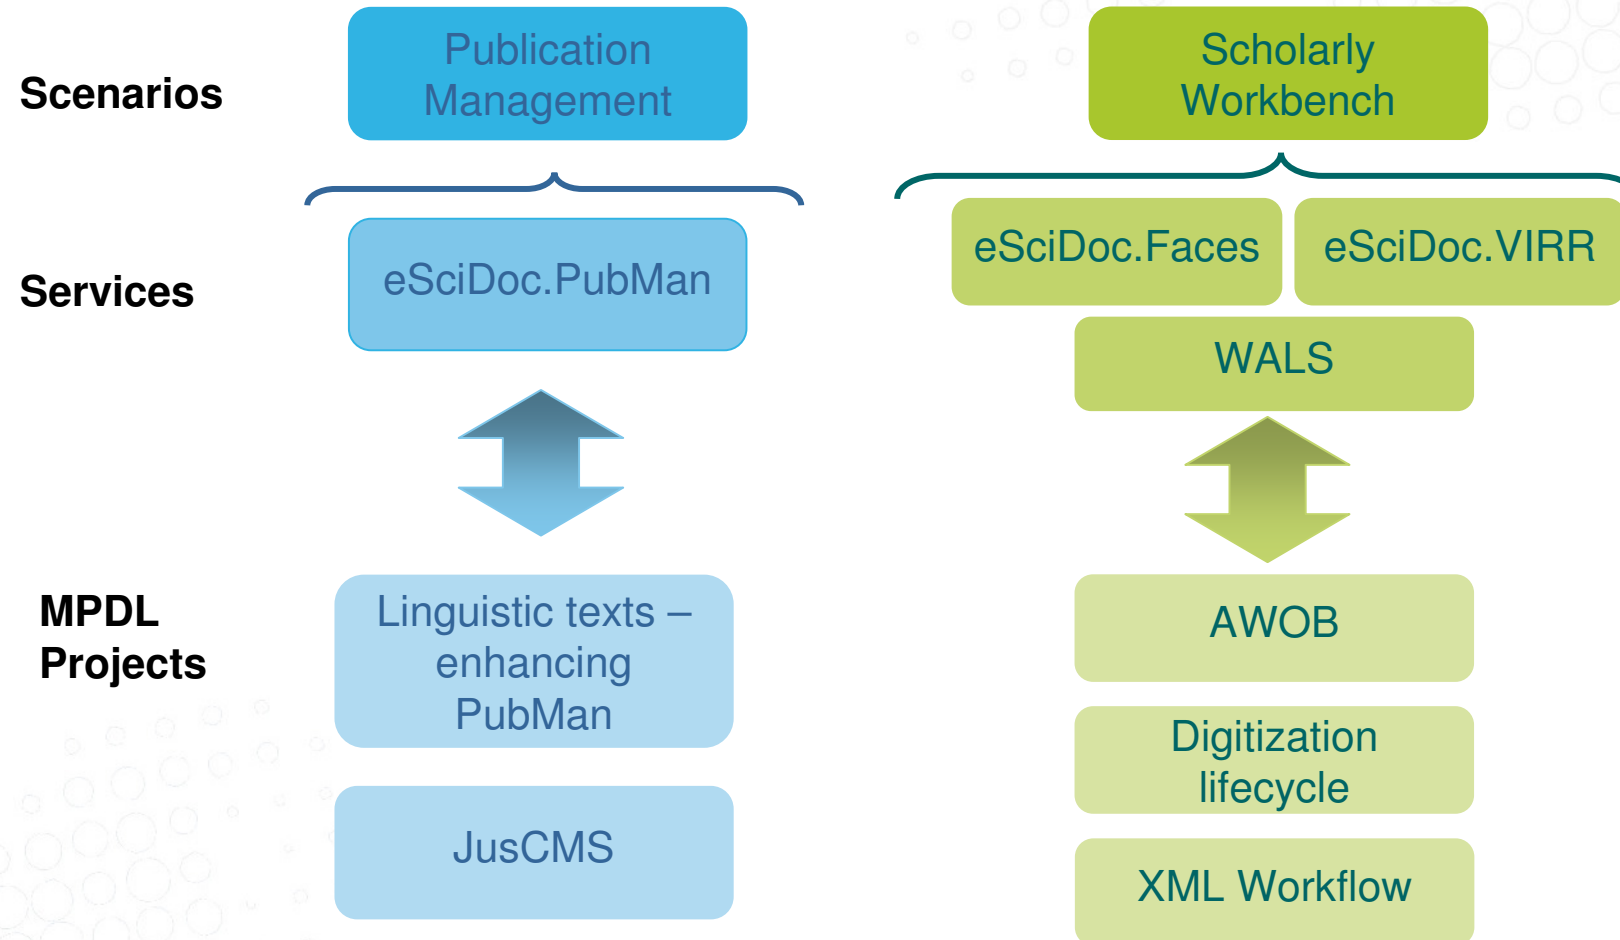 Scenarios
Publication
Management
Scholarly
Workbench
Services
eSciDoc.PubMan
eSciDoc.Faces
eSciDoc.VIRR
WALS
MPDL
Projects
Linguistic texts –
enhancing
PubMan
JusCMS
AWOB
Digitization
lifecycle
XML Workflow